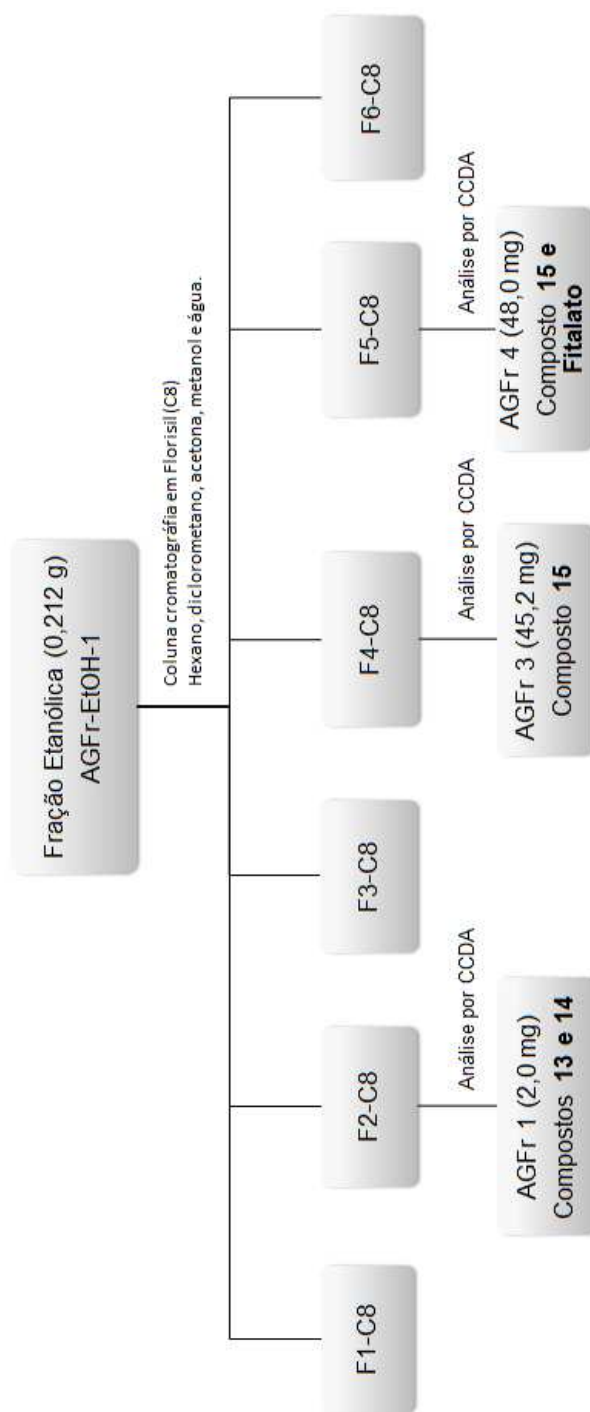 Fração Etanólica (0,212 g)
AGFr-EtOH-1
Coluna cromatográfia em Florisil (C8)
Hexano, diclorometano, acetona, metanol e água.
F1-C8
F2-C8
F3-C8
F4-C8
F5-C8
F6-C8
Análise por CCDA
Análise por CCDA
Análise por CCDA
AGFr 1 (2,0 mg)
Compostos 13 e 14
AGFr 3 (45,2 mg)
Composto 15
AGFr 4 (48,0 mg)
Composto 15 e
Fitalato